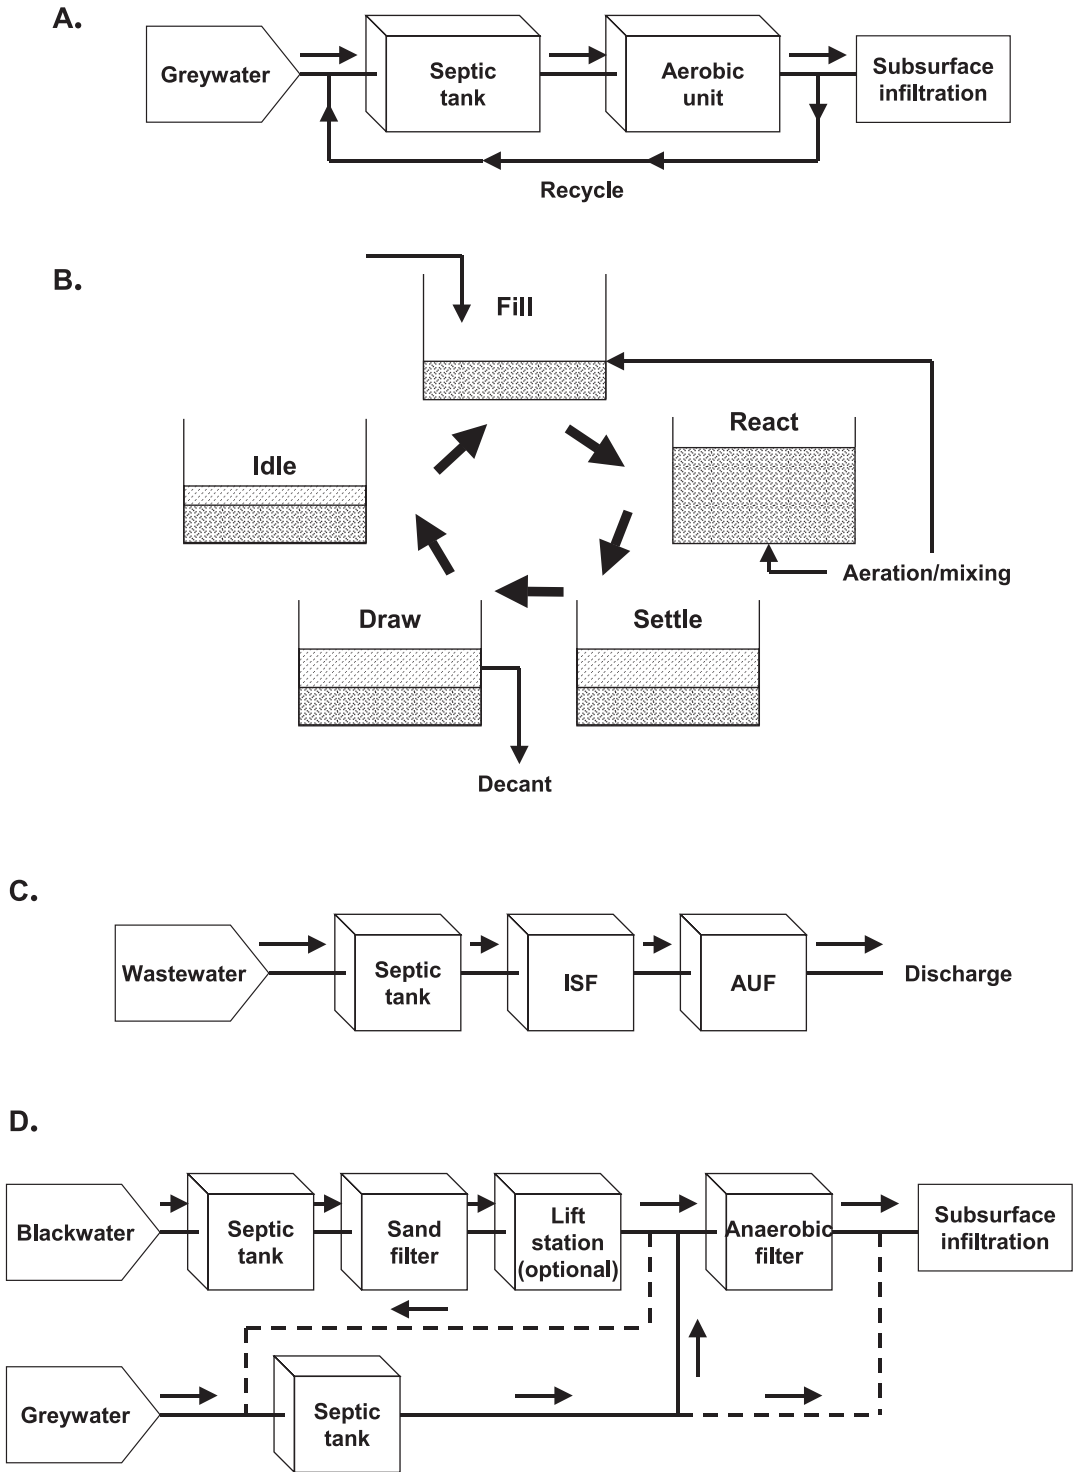 A.
Greywater
Septic
tank
Aerobic
unit
Subsurface
infiltration
Recycle
B.
Fill
React
Idle
Aeration/mixing
Draw
Settle
Decant
C.
Wastewater
Septic
tank
ISF
AUF
Discharge
D.
Blackwater
Septic
tank
Sand
filter
Lift
station
(optional)
Anaerobic
filter
Subsurface
infiltration
Greywater
Septic
tank